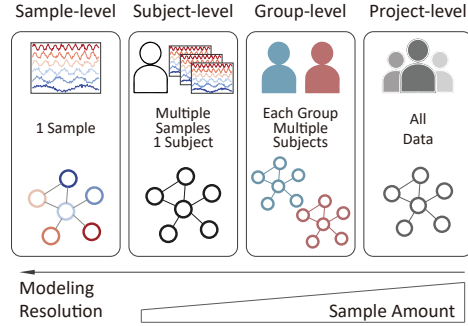 Sample-level
Subject-level
Group-level
Project-level
1 Sample
Multiple
Samples
1 Subject
Each Group
Multiple
Subjects
All
Data
Modeling
Resolution
Sample Amount